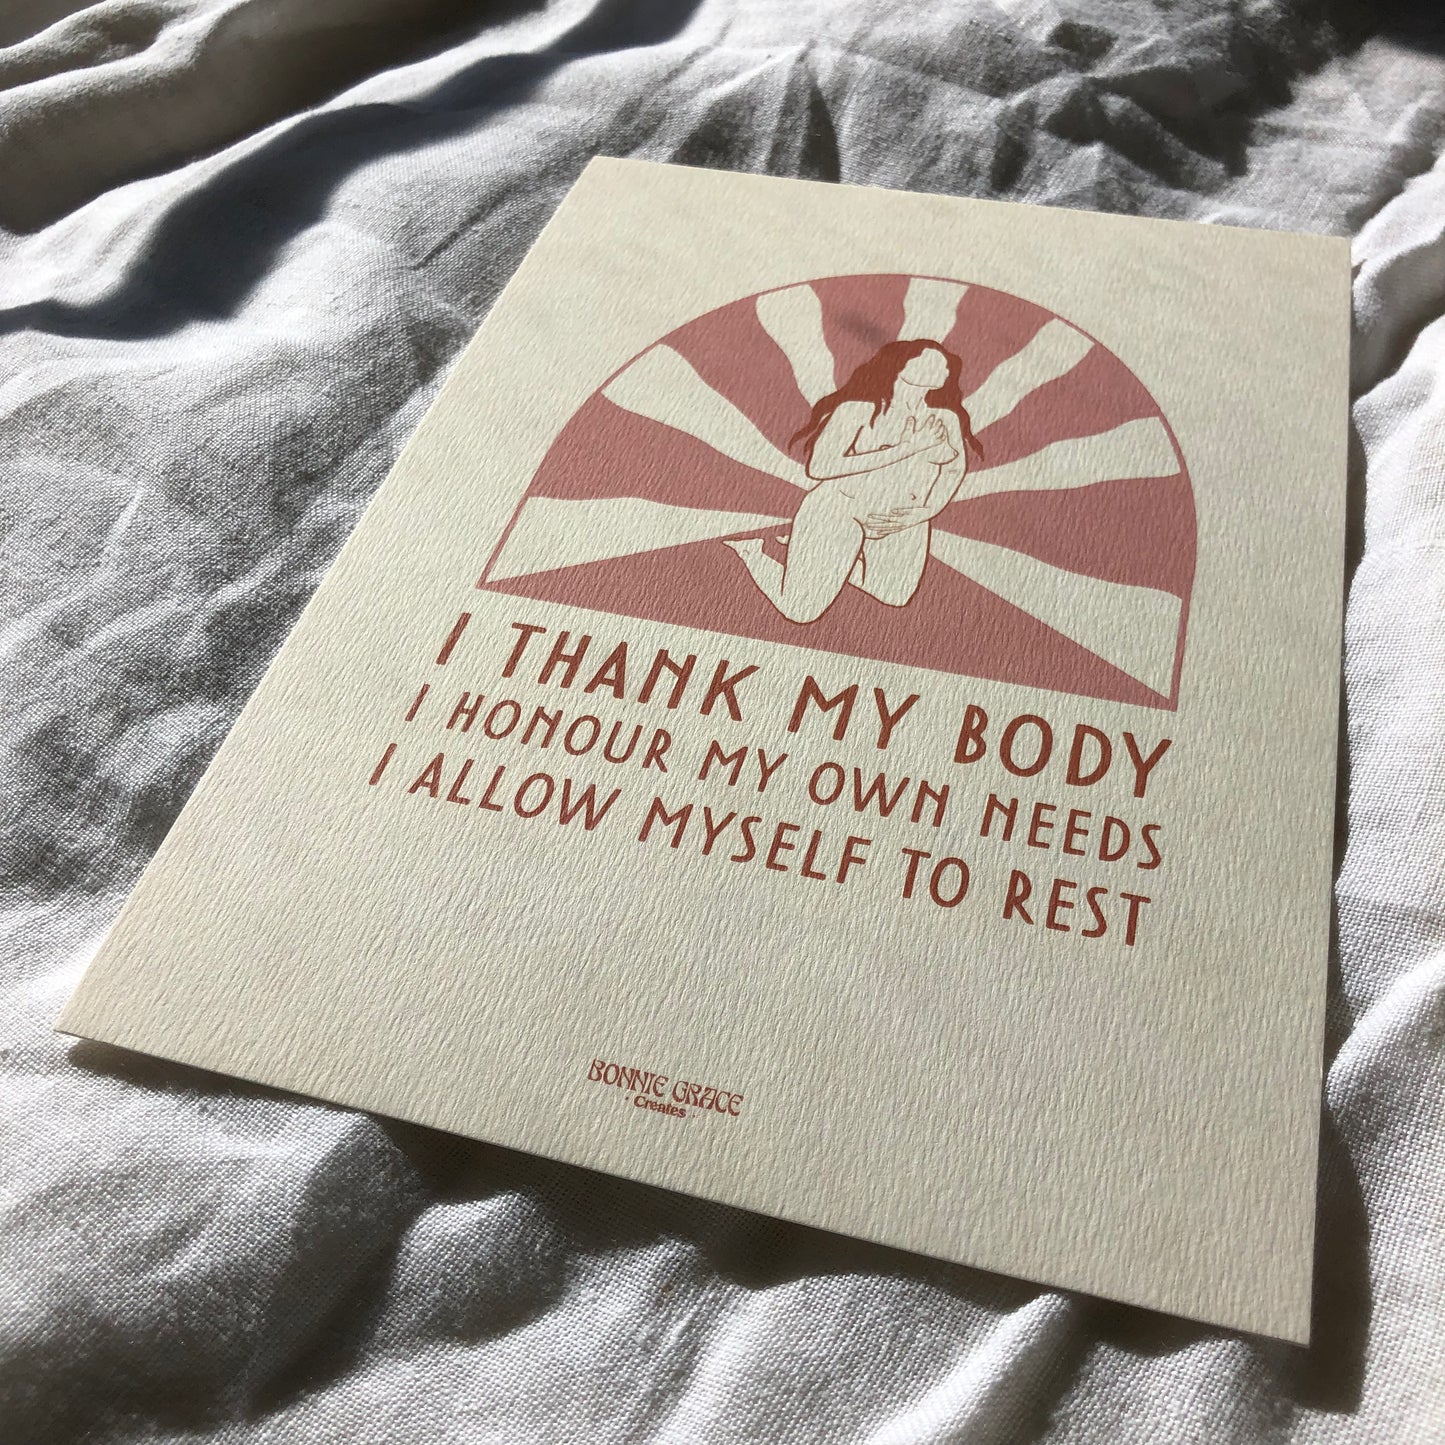 I THANK MY BODY
I HONOUR MY OWN NEEDS
I ALLOW MYSELF TO REST
BONNIE GRACE
· Creates ·